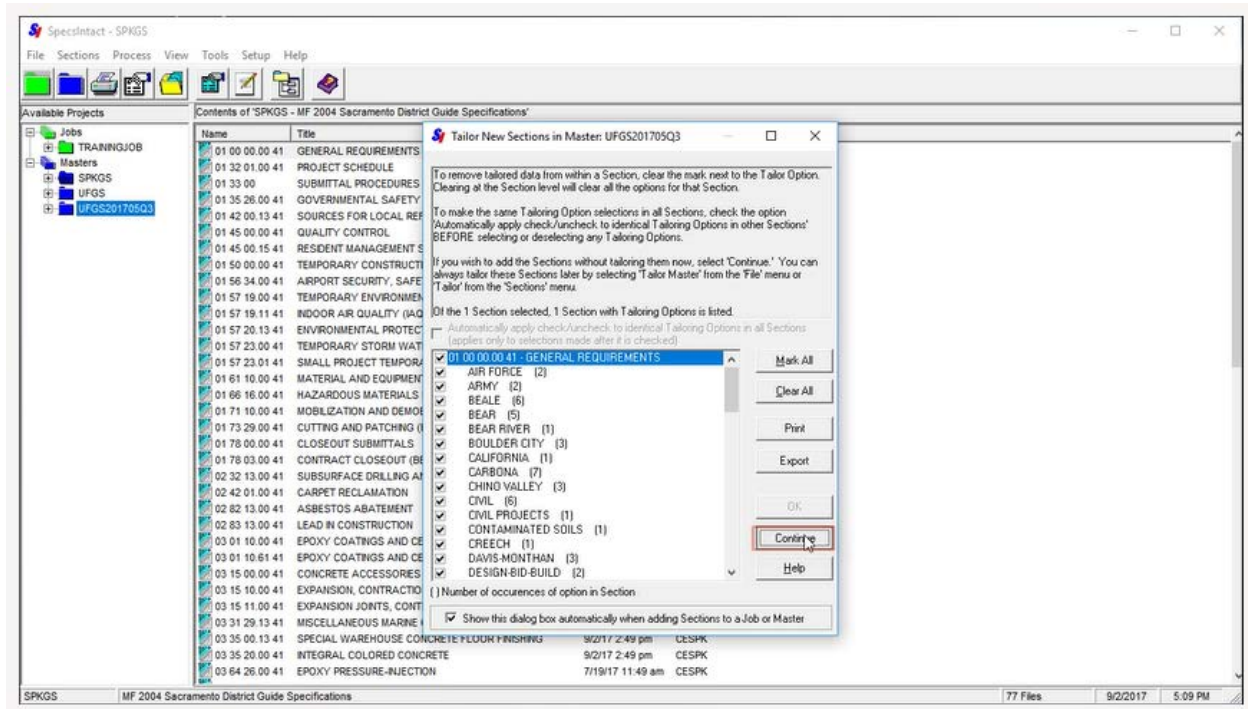 SpecsIntact - SPKGS
File Sections Process View Tools Setup Help
Available Projects
Contents of 'SPKGS - MF 2004 Sacramento District Guide Specifications'
Jobs
TRAININGJOB
Masters
SPKGS
UFGS
UFGS201705Q3
Name Title
01 00 00.00 41 GENERAL REQUIREMENTS
01 32 01.00 41 PROJECT SCHEDULE
01 33 00 SUBMITTAL PROCEDURES
01 35 26.00 41 GOVERNMENTAL SAFETY
01 42 00.13 41 SOURCES FOR LOCAL REF
01 45 00.00 41 QUALITY CONTROL
01 45 00.15 41 RESIDENT MANAGEMENT S
01 50 00.00 41 TEMPORARY CONSTRUCTI
01 56 34.00 41 AIRPORT SECURITY, SAFE
01 57 19.00 41 TEMPORARY ENVIRONMEN
01 57 19.11 41 INDOOR AIR QUALITY (IAQ
01 57 20.13 41 ENVIRONMENTAL PROTEC
01 57 23.00 41 TEMPORARY STORM WAT
01 57 23.01 41 SMALL PROJECT TEMPORA
01 61 10.00 41 MATERIAL AND EQUIPMEN
01 66 16.00 41 HAZARDOUS MATERIALS
01 71 10.00 41 MOBILIZATION AND DEMOB
01 73 29.00 41 CUTTING AND PATCHING (
01 78 00.00 41 CLOSEOUT SUBMITTALS
01 78 03.00 41 CONTRACT CLOSEOUT (BE
02 32 13.00 41 SUBSURFACE DRILLING AN
02 42 01.00 41 CARPET RECLAMATION
02 82 13.00 41 ASBESTOS ABATEMENT
02 83 13.00 41 LEAD IN CONSTRUCTION
03 01 10.00 41 EPOXY COATINGS AND CE
03 01 10.61 41 EPOXY COATINGS AND CE
03 15 00.00 41 CONCRETE ACCESSORIES
03 15 10.00 41 EXPANSION, CONTRACTIO
03 15 11.00 41 EXPANSION JOINTS, CONT
03 31 29.13 41 MISCELLANEOUS MARINE
03 35 00.13 41 SPECIAL WAREHOUSE CONCRETE FLOOR FINISHING 9/2/17 2:49 pm CESPK
03 35 20.00 41 INTEGRAL COLORED CONCRETE 9/2/17 2:49 pm CESPK
03 64 26.00 41 EPOXY PRESSURE-INJECTION 7/19/17 11:49 am CESPK
Tailor New Sections in Master: UFGS201705Q3
To remove tailored data from within a Section, clear the mark next to the Tailor Option.
Clearing at the Section level will clear all the options for that Section.
To make the same Tailoring Option selections in all Sections, check the option
'Automatically apply check/uncheck to identical Tailoring Options in other Sections'
BEFORE selecting or deselecting any Tailoring Options.
If you wish to add the Sections without tailoring them now, select 'Continue.' You can
always tailor these Sections later by selecting 'Tailor Master' from the 'File' menu or
'Tailor' from the 'Sections' menu.
Of the 1 Section selected, 1 Section with Tailoring Options is listed.
Automatically apply check/uncheck to identical Tailoring Options in all Sections
(applies only to selections made after it is checked)
01 00 00.00 41 - GENERAL REQUIREMENTS
AIR FORCE (2)
ARMY (2)
BEALE (6)
BEAR (5)
BEAR RIVER (1)
BOULDER CITY (3)
CALIFORNIA (1)
CARBONA (7)
CHINO VALLEY (3)
CIVIL (6)
CIVIL PROJECTS (1)
CONTAMINATED SOILS (1)
CREECH (1)
DAVIS-MONTHAN (3)
DESIGN-BID-BUILD (2)
Mark All
Clear All
Print
Export
OK
Continue
Help
( ) Number of occurences of option in Section
Show this dialog box automatically when adding Sections to a Job or Master
SPKGS MF 2004 Sacramento District Guide Specifications 77 Files 9/2/2017 5:09 PM